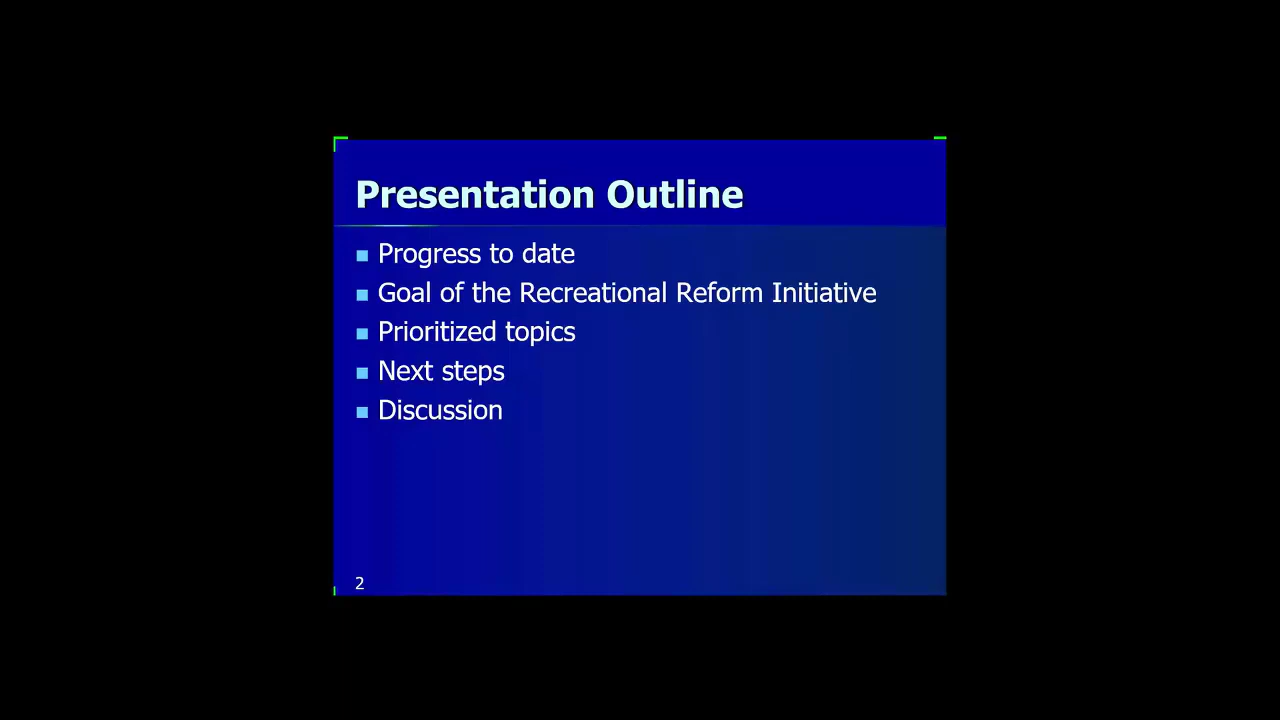 Presentation Outline
Progress to date
Goal of the Recreational Reform Initiative
Prioritized topics
Next steps
Discussion
2